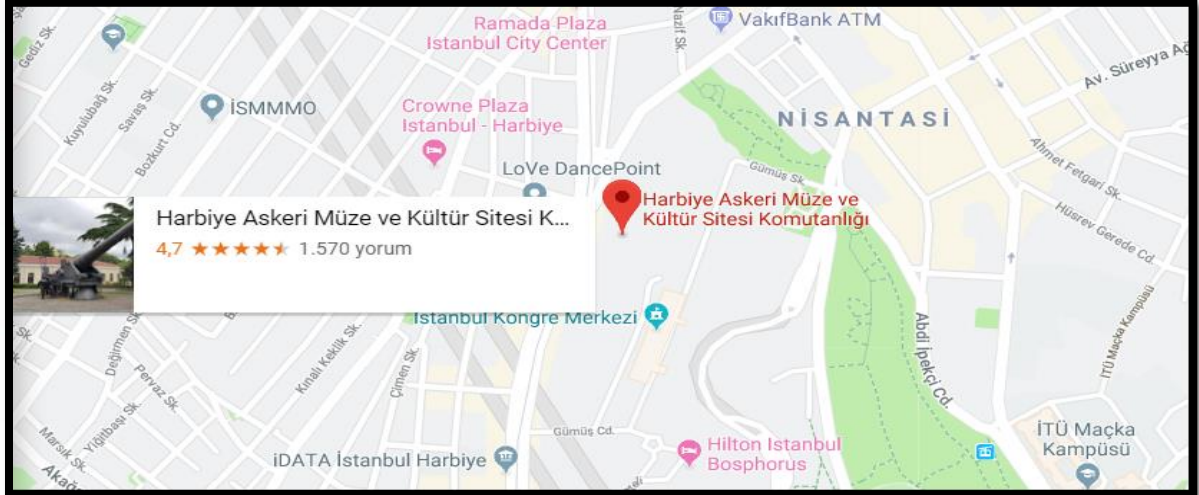 Ramada Plaza
Istanbul City Center
VakıfBank ATM
Nazif Sk.
Gediz Sk.
Av. Süreyya Ağ
Kuyulubağ Sk.
Savaş Sk.
Bozkurt Cd.
İSMMMO
Crowne Plaza
Istanbul - Harbiye
NİSANTASİ
LoVe DancePoint
Gümüş Sk.
Ahmet Fetgari Sk.
Harbiye Askeri Müze ve
Kültür Sitesi Komutanlığı
Hüsrev Gerede Cd.
Harbiye Askeri Müze ve Kültür Sitesi K...
4,7 ★★★★★ 1.570 yorum
İstanbul Kongre Merkezi
Değirmen Sk.
Kınalı Keklik Sk.
Çimen Sk.
Abdi İpekçi Cd.
İTÜ Maçka Kampüsü
Pervaz Sk.
Yiğitbaşı Sk.
Marsık Sk.
Gümüş Cd.
Hilton Istanbul
Bosphorus
İTÜ Maçka
Kampüsü
iDATA İstanbul Harbiye